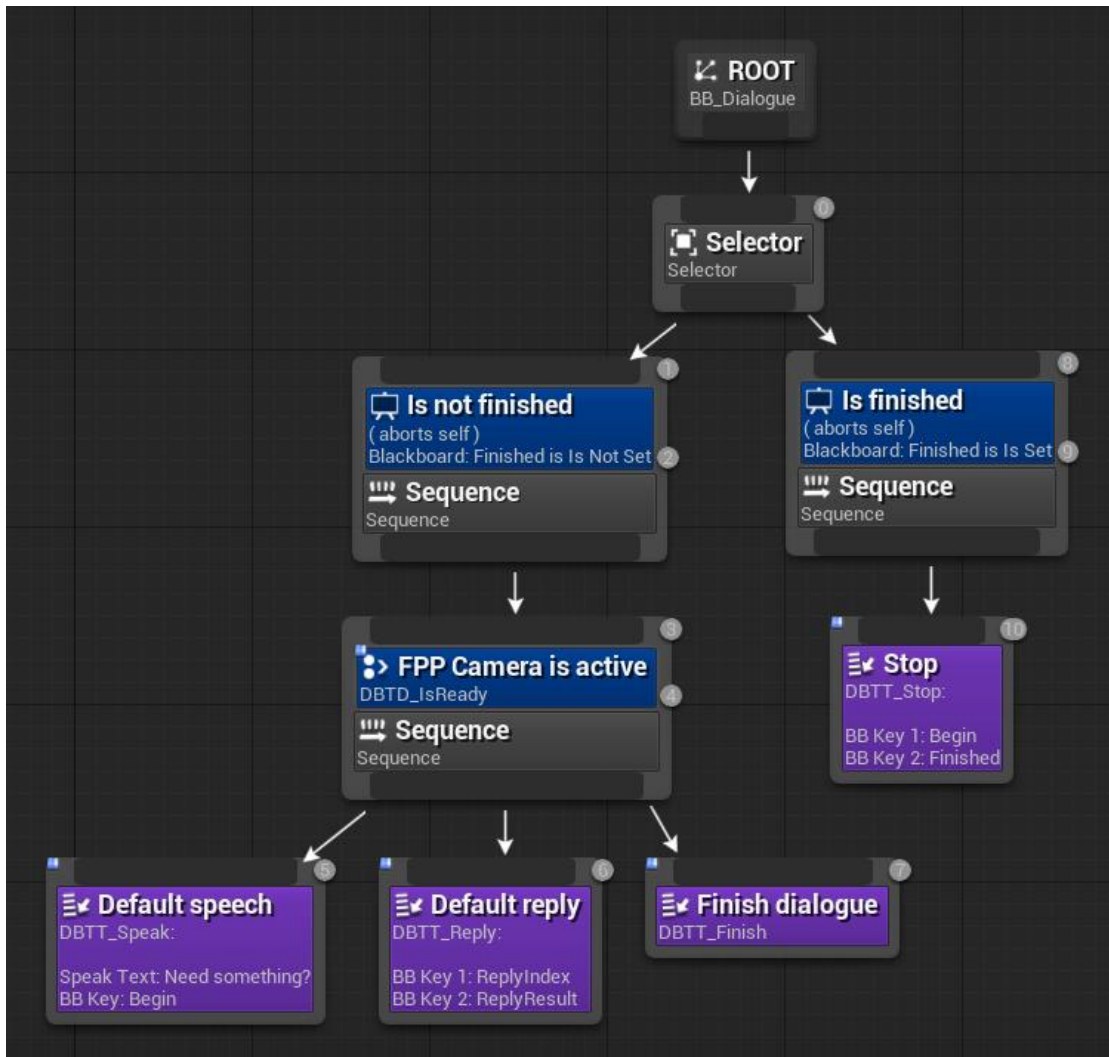 ROOT
BB_Dialogue
0
Selector
Selector
1
Is not finished
( aborts self )
Blackboard: Finished is Is Not Set
2
Sequence
Sequence
8
Is finished
( aborts self )
Blackboard: Finished is Is Set
9
Sequence
Sequence
3
FPP Camera is active
DBTD_IsReady
4
Sequence
Sequence
10
Stop
DBTT_Stop:
BB Key 1: Begin
BB Key 2: Finished
5
Default speech
DBTT_Speak:
Speak Text: Need something?
BB Key: Begin
6
Default reply
DBTT_Reply:
BB Key 1: ReplyIndex
BB Key 2: ReplyResult
7
Finish dialogue
DBTT_Finish